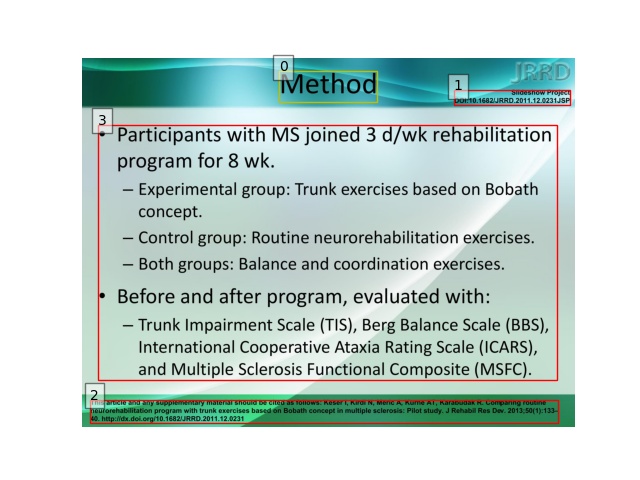 0
Method
JRRD
1
Slideshow Project
DOI:10.1682/JRRD.2011.12.0231JSP
3
• Participants with MS joined 3 d/wk rehabilitation
program for 8 wk.
– Experimental group: Trunk exercises based on Bobath
concept.
– Control group: Routine neurorehabilitation exercises.
– Both groups: Balance and coordination exercises.
• Before and after program, evaluated with:
– Trunk Impairment Scale (TIS), Berg Balance Scale (BBS),
International Cooperative Ataxia Rating Scale (ICARS),
and Multiple Sclerosis Functional Composite (MSFC).
2
This article and any supplementary material should be cited as follows: Keser I, Kirdi N, Meric A, Kurne AT, Karabudak R. Comparing routine
neurorehabilitation program with trunk exercises based on Bobath concept in multiple sclerosis: Pilot study. J Rehabil Res Dev. 2013;50(1):133–
40. http://dx.doi.org/10.1682/JRRD.2011.12.0231